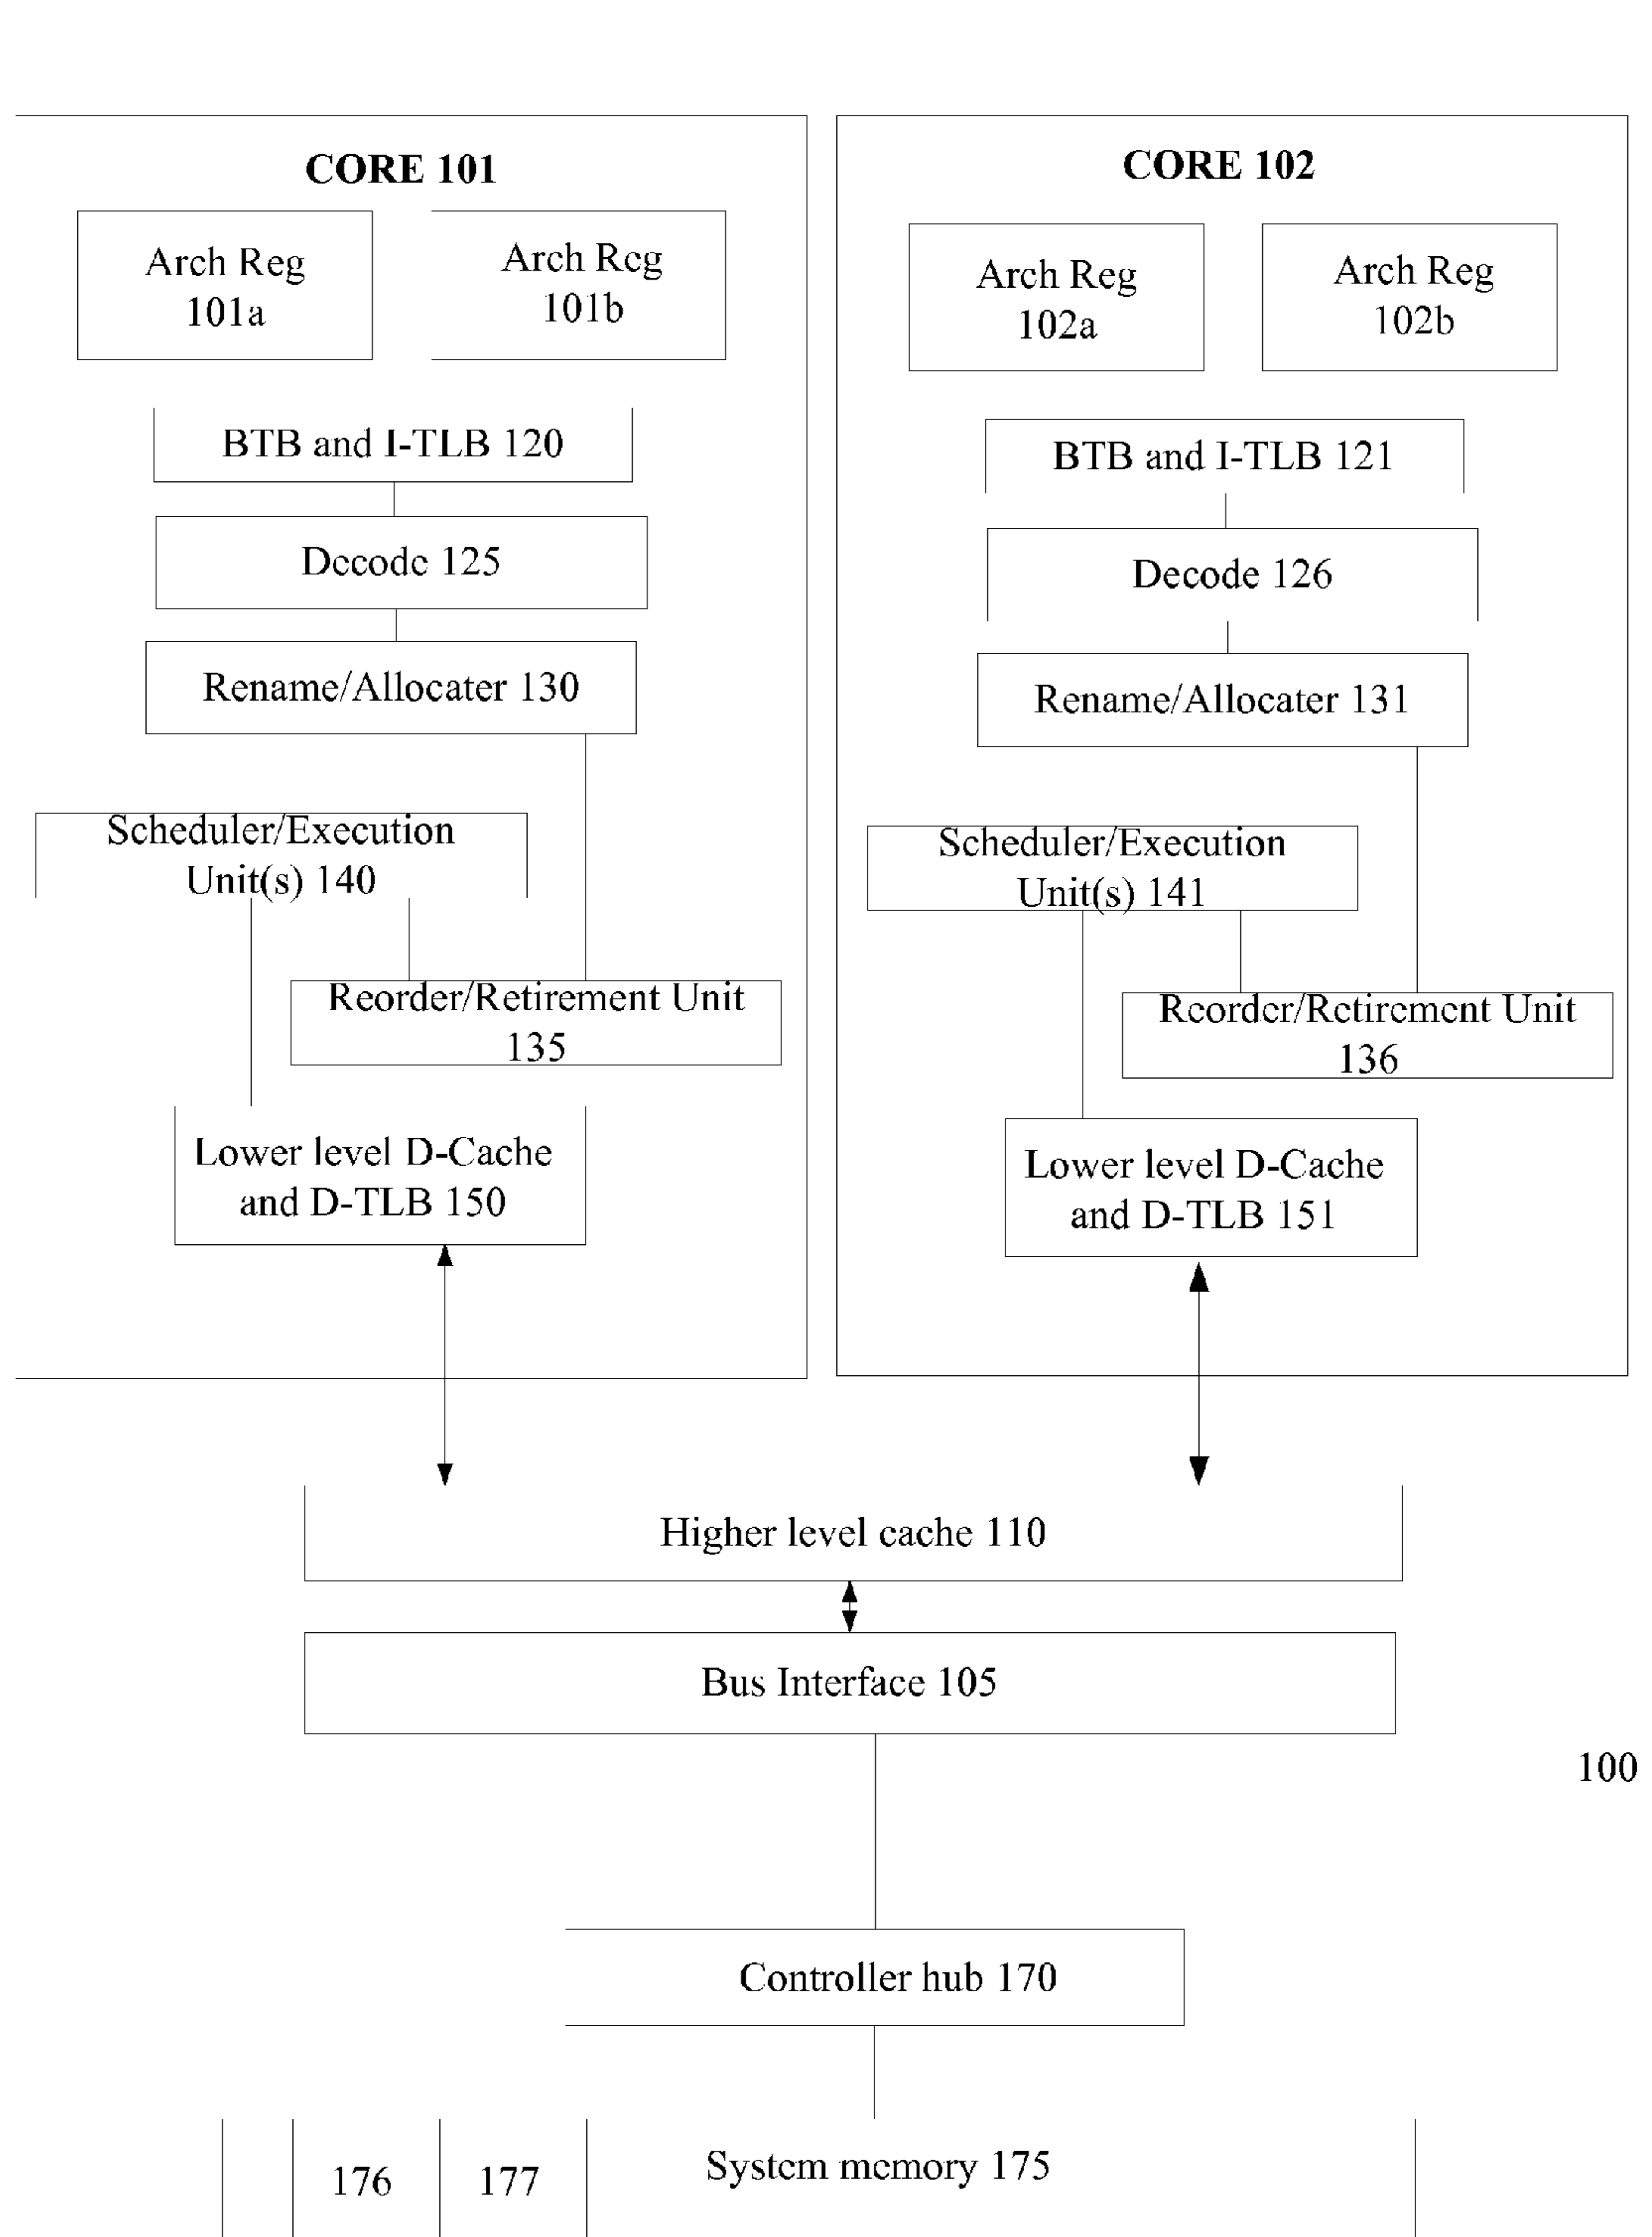 CORE 101
Arch Reg
101a
Arch Reg
101b
BTB and I-TLB 120
Decode 125
Rename/Allocater 130
Scheduler/Execution
Unit(s) 140
Reorder/Retirement Unit
135
Lower level D-Cache
and D-TLB 150
CORE 102
Arch Reg
102a
Arch Reg
102b
BTB and I-TLB 121
Decode 126
Rename/Allocater 131
Scheduler/Execution
Unit(s) 141
Reorder/Retirement Unit
136
Lower level D-Cache
and D-TLB 151
Higher level cache 110
Bus Interface 105
100
Controller hub 170
176
177
System memory 175